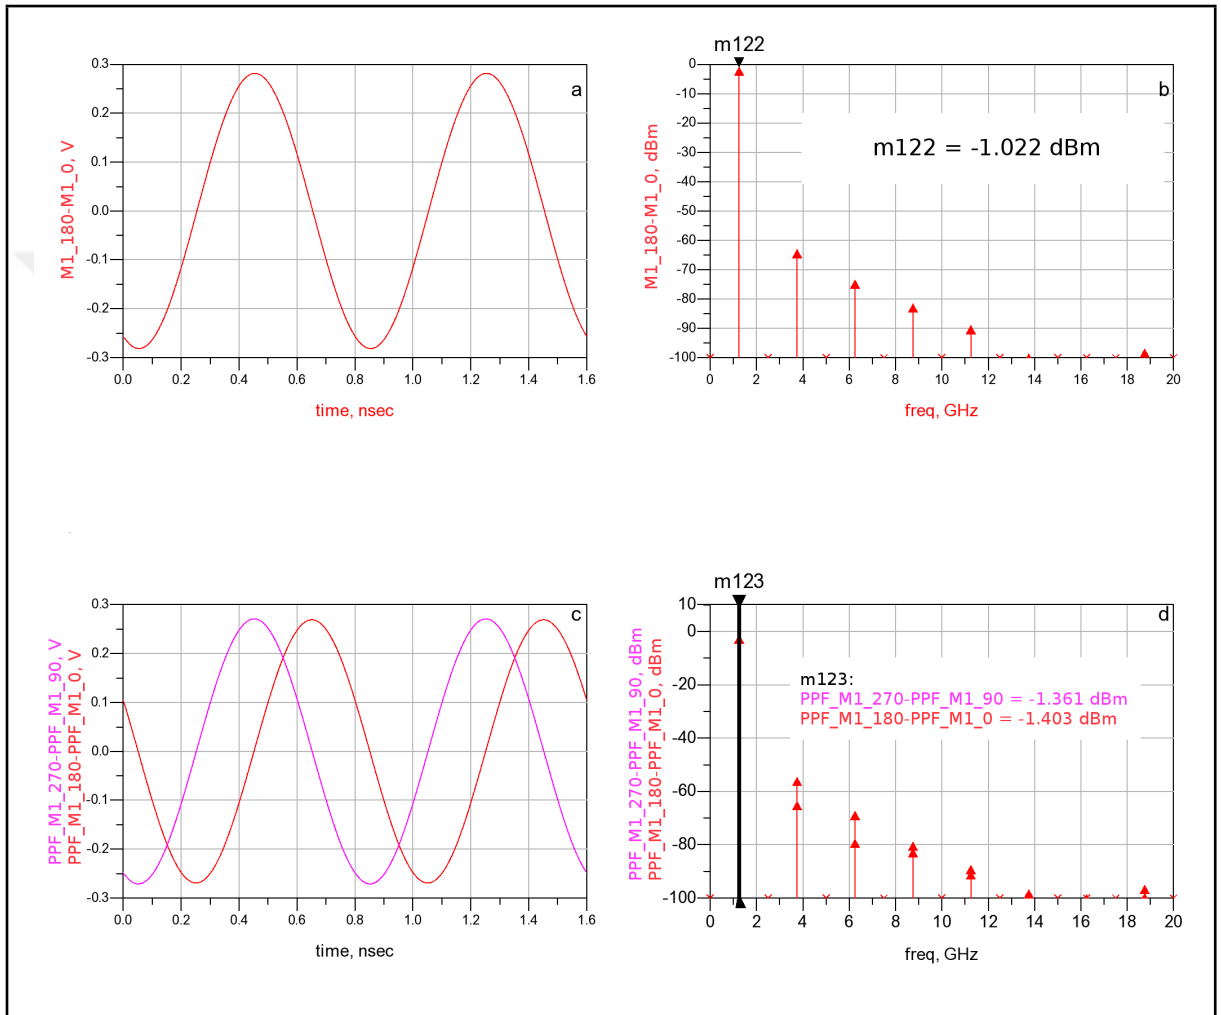 m122
a
0.3
0.2
0.1
0.0
-0.1
-0.2
-0.3
M1_180-M1_0, V
0.0 0.2 0.4 0.6 0.8 1.0 1.2 1.4 1.6
time, nsec
b
m122 = -1.022 dBm
0
-10
-20
-30
-40
-50
-60
-70
-80
-90
-100
M1_180-M1_0, dBm
0 2 4 6 8 10 12 14 16 18 20
freq, GHz
m123
c
0.3
0.2
0.1
0.0
-0.1
-0.2
-0.3
PPF_M1_270-PPF_M1_90, V
PPF_M1_180-PPF_M1_0, V
0.0 0.2 0.4 0.6 0.8 1.0 1.2 1.4 1.6
time, nsec
d
m123:
PPF_M1_270-PPF_M1_90 = -1.361 dBm
PPF_M1_180-PPF_M1_0 = -1.403 dBm
10
0
-20
-40
-60
-80
-100
PPF_M1_270-PPF_M1_90, dBm
PPF_M1_180-PPF_M1_0, dBm
0 2 4 6 8 10 12 14 16 18 20
freq, GHz